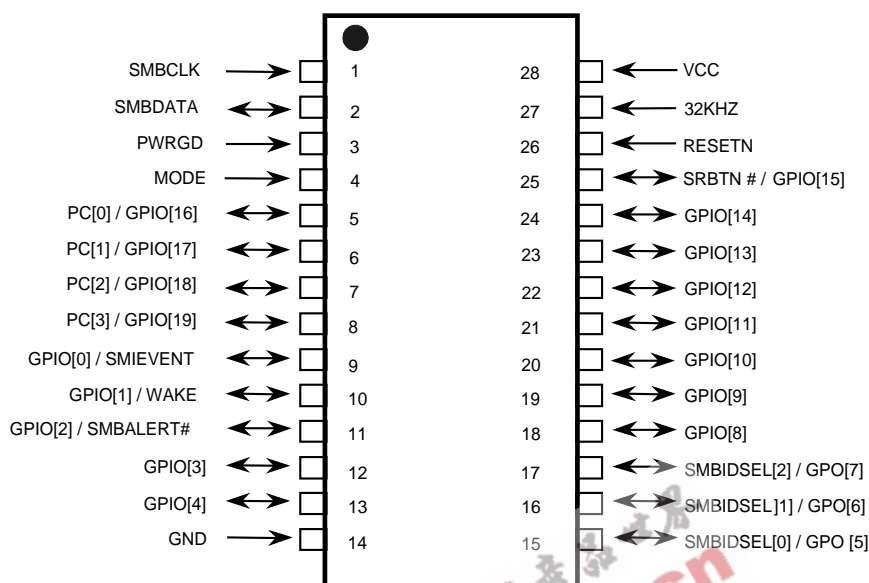 SMBCLK 1 28 VCC
SMBDATA 2 27 32KHZ
PWRGD 3 26 RESETN
MODE 4 25 SRBTN # / GPIO[15]
PC[0] / GPIO[16] 5 24 GPIO[14]
PC[1] / GPIO[17] 6 23 GPIO[13]
PC[2] / GPIO[18] 7 22 GPIO[12]
PC[3] / GPIO[19] 8 21 GPIO[11]
GPIO[0] / SMIEVENT 9 20 GPIO[10]
GPIO[1] / WAKE 10 19 GPIO[9]
GPIO[2] / SMBALERT# 11 18 GPIO[8]
GPIO[3] 12 17 SMBIDSEL[2] / GPO[7]
GPIO[4] 13 16 SMBIDSEL]1] / GPO[6]
GND 14 15 SMBIDSEL[0] / GPO [5]